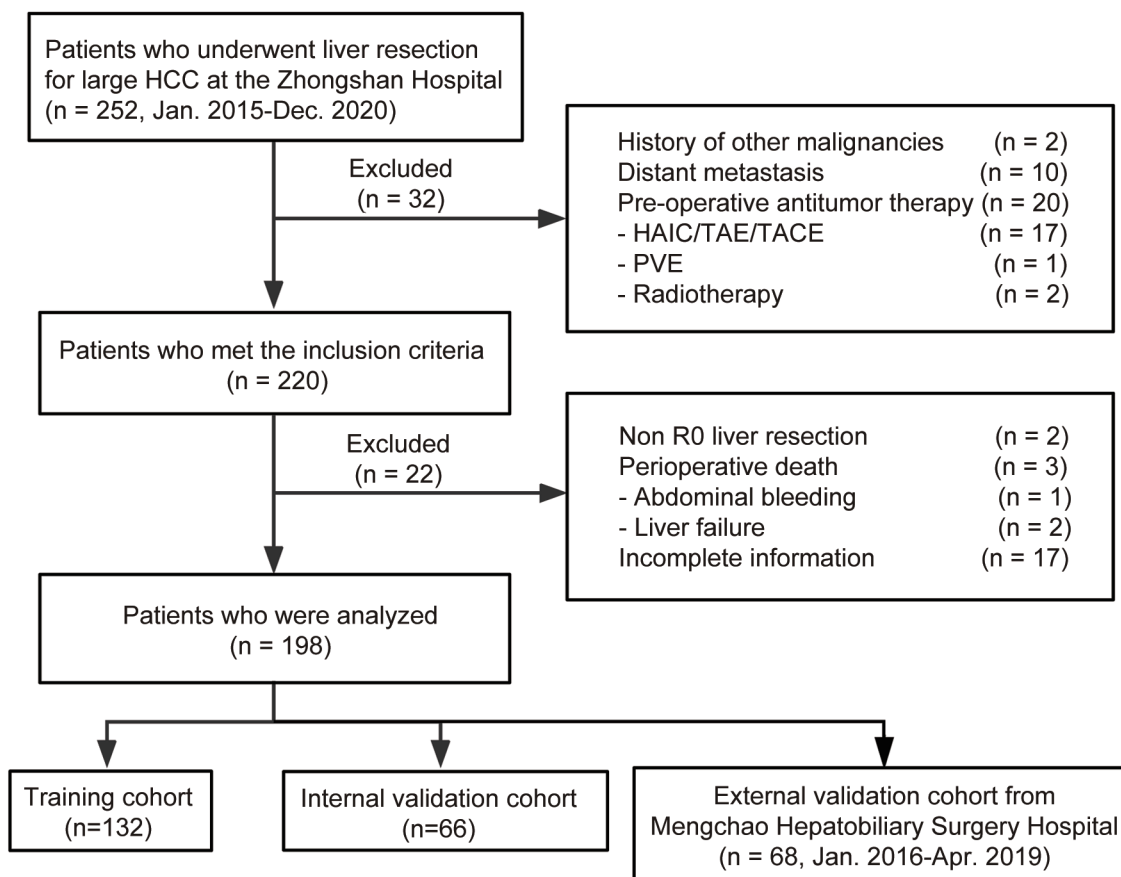 Patients who underwent liver resection
for large HCC at the Zhongshan Hospital
(n = 252, Jan. 2015-Dec. 2020)
Excluded
(n = 32)
History of other malignancies (n = 2)
Distant metastasis (n = 10)
Pre-operative antitumor therapy (n = 20)
- HAIC/TAE/TACE (n = 17)
- PVE (n = 1)
- Radiotherapy (n = 2)
Patients who met the inclusion criteria
(n = 220)
Excluded
(n = 22)
Non R0 liver resection (n = 2)
Perioperative death (n = 3)
- Abdominal bleeding (n = 1)
- Liver failure (n = 2)
Incomplete information (n = 17)
Patients who were analyzed
(n = 198)
Training cohort
(n=132)
Internal validation cohort
(n=66)
External validation cohort from
Mengchao Hepatobiliary Surgery Hospital
(n = 68, Jan. 2016-Apr. 2019)